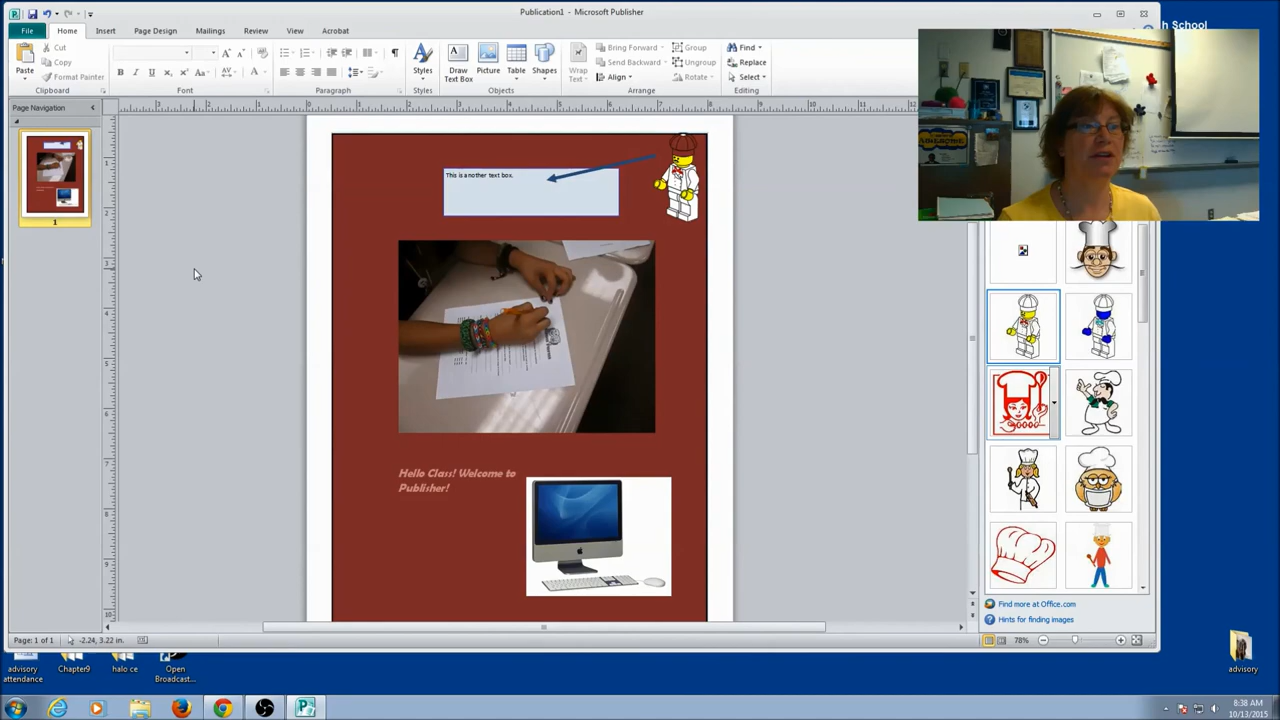 Publication1 - Microsoft Publisher
h School
File Home Insert Page Design Mailings Review View Acrobat
Paste
Cut
Copy
Format Painter
Clipboard
Font
Paragraph
Styles
Styles
Draw Text Box
Picture
Table
Shapes
Objects
Wrap Text
Bring Forward
Send Backward
Align
Group
Ungroup
Rotate
Arrange
Find
Replace
Select
Editing
Page Navigation
1
This is another text box.
Hello Class! Welcome to
Publisher!
Find more at Office.com
Hints for finding images
Page: 1 of 1 -2.24, 3.22 in. 78%
advisory attendance
Chapter9
halo ce
Open Broadcast...
advisory
8:38 AM
10/13/2015